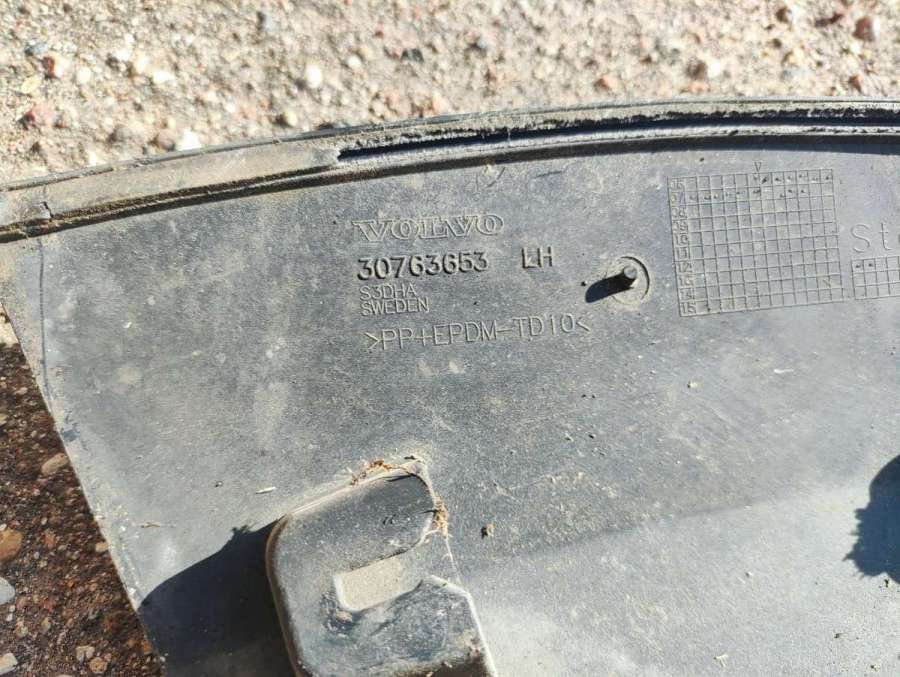 VOLVO
30763653 LH
S3DHA
SWEDEN
>PP+EPDM-TD10<